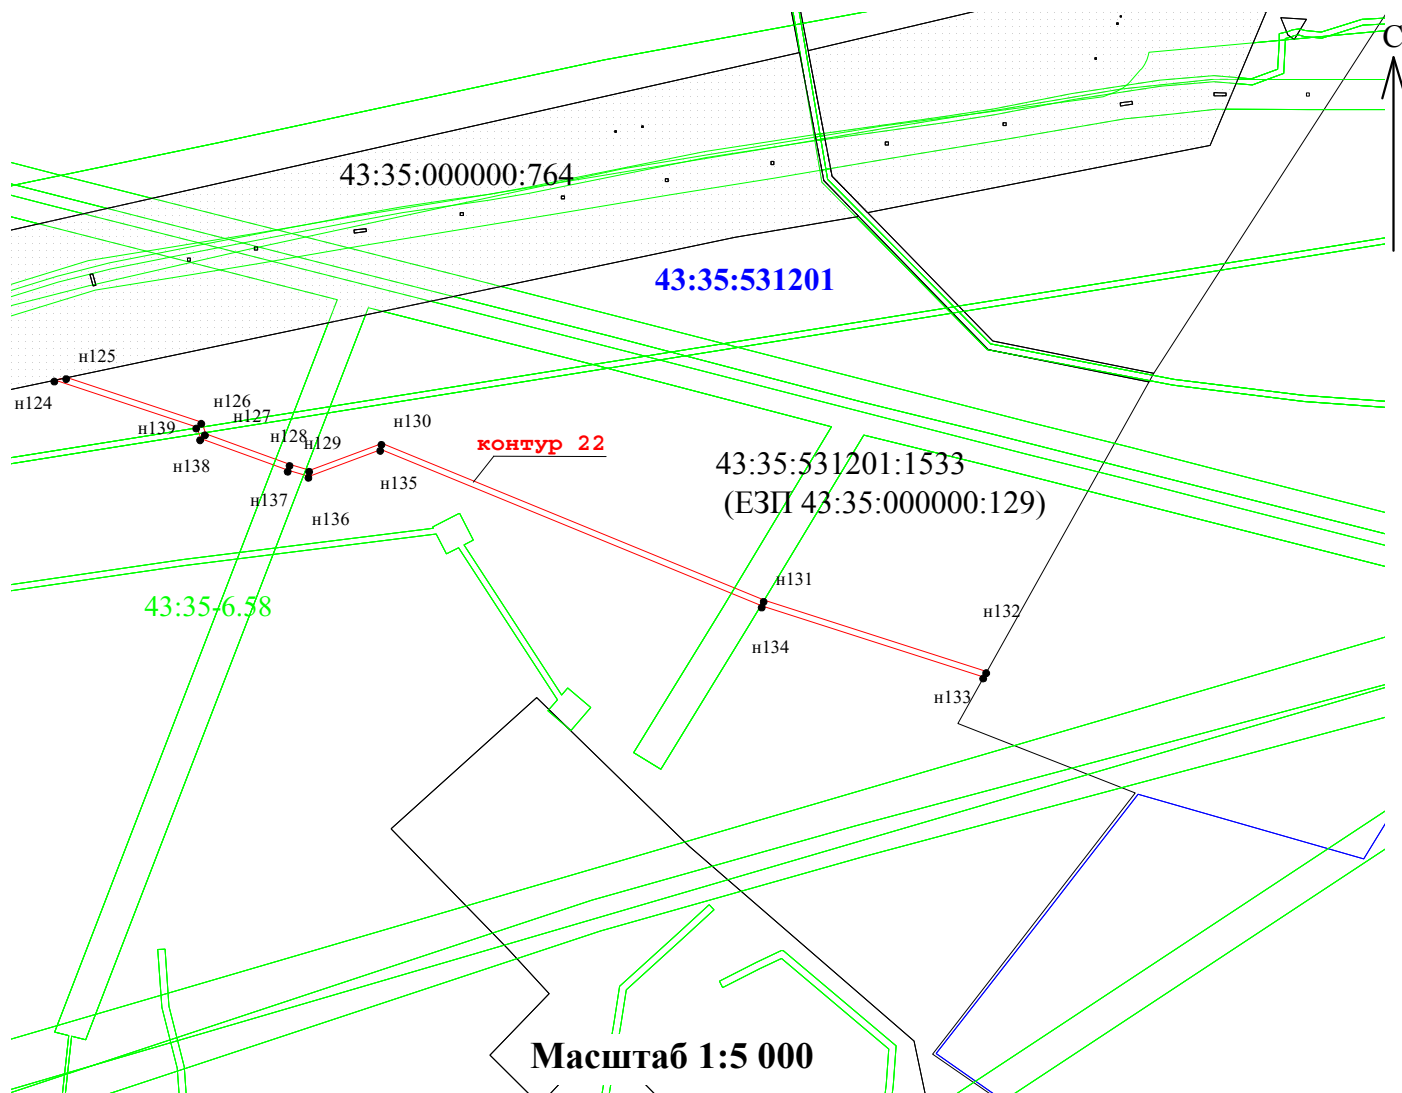 С
43:35:000000:764
43:35:531201
н125
н124
н126
н127
н139
н130
н128
н129
контур 22
н138
43:35:531201:1533
(ЕЗП 43:35:000000:129)
н135
н137
н136
н131
43:35-6.58
н132
н134
н133
Масштаб 1:5 000